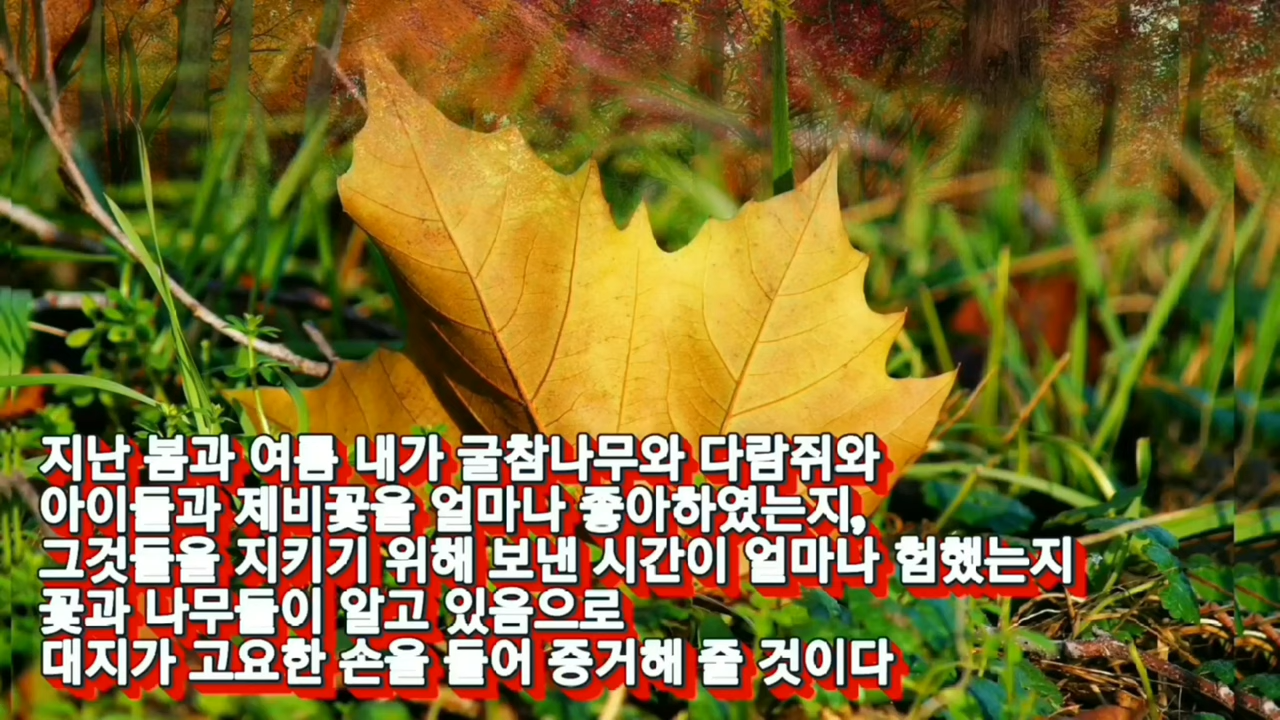 지난 봄과 여름 내가 굴참나무와 다람쥐와
아이들과 제비꽃을 얼마나 좋아하였는지,
그것들을 지키기 위해 보낸 시간이 얼마나 험했는지
꽃과 나무들이 알고 있음으로
대지가 고요한 손을 들어 증거해 줄 것이다